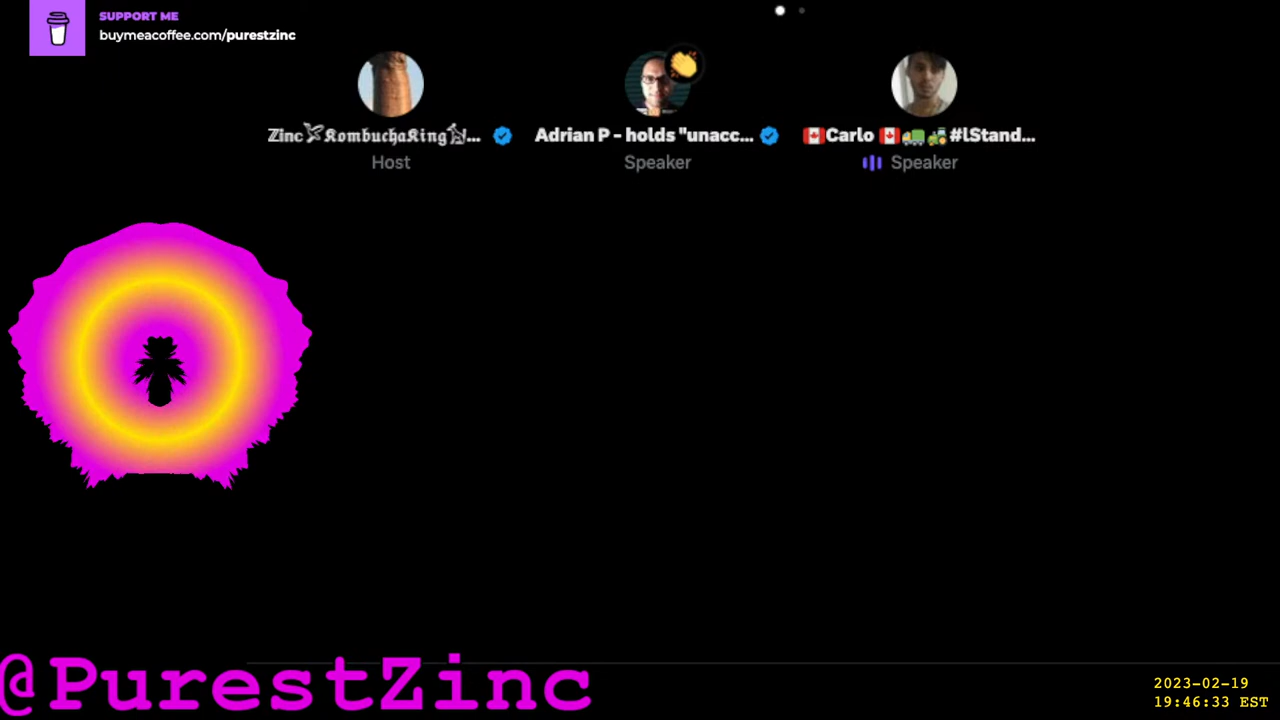 SUPPORT ME
buymeacoffee.com/purestzinc
Zinc🕊KombuchaKing🐩...
Host
Adrian P - holds "unacc...
Speaker
🇨🇦Carlo 🇨🇦🚛🚜#IStand...
Speaker
@PurestZinc
2023-02-19
19:46:33 EST